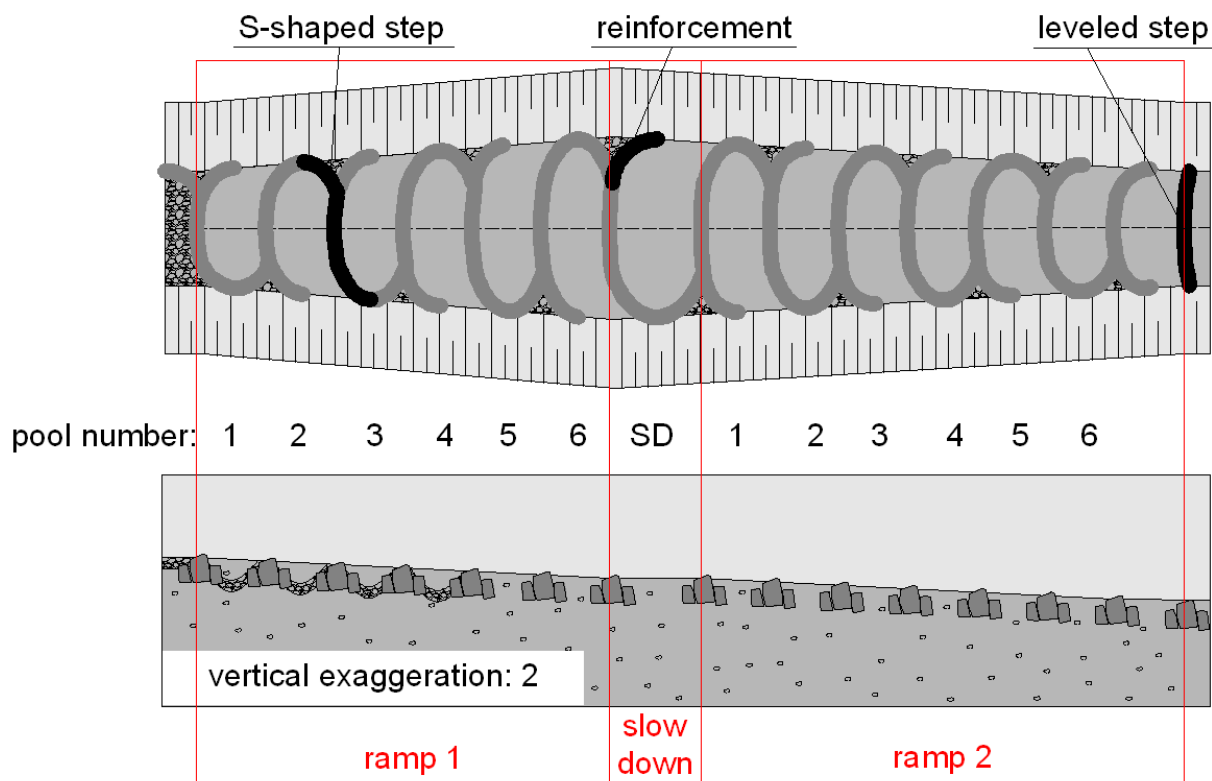 S-shaped step reinforcement leveled step
pool number: 1 2 3 4 5 6 SD 1 2 3 4 5 6
vertical exaggeration: 2
ramp 1
slow
down
ramp 2